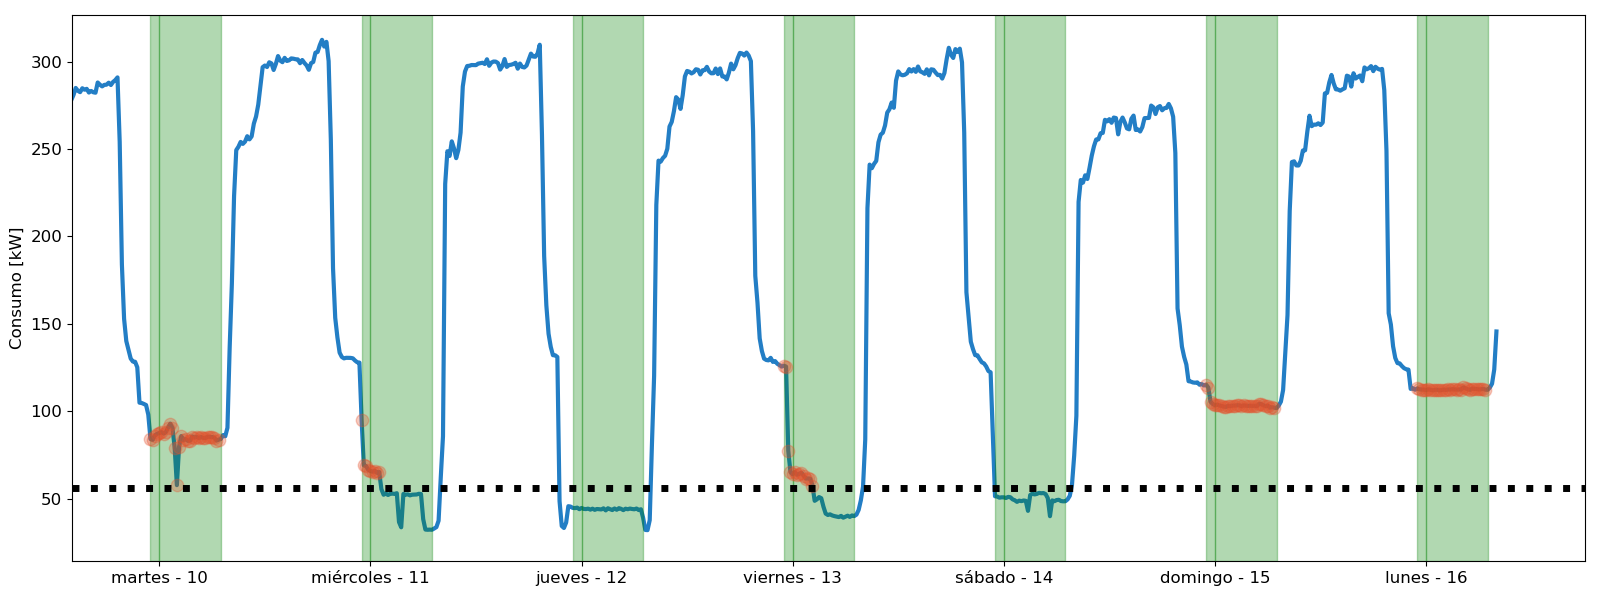 Consumo [kW]
300
250
200
150
100
50
martes - 10
miércoles - 11
jueves - 12
viernes - 13
sábado - 14
domingo - 15
lunes - 16